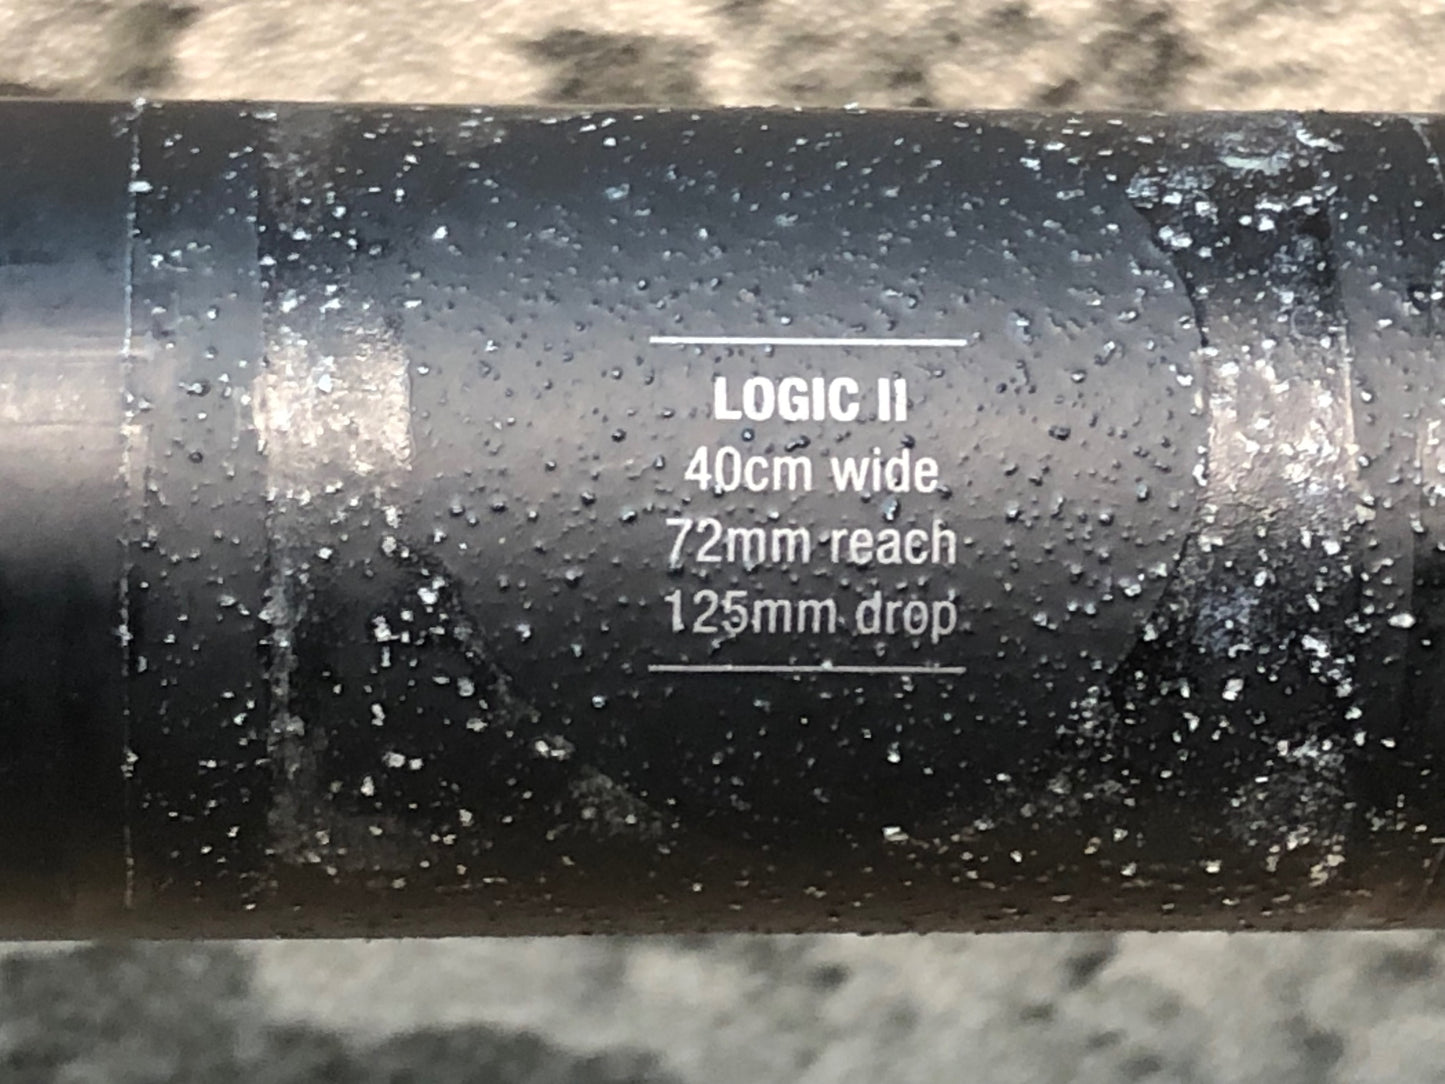 LOGIC II
40cm wide
72mm reach
125mm drop